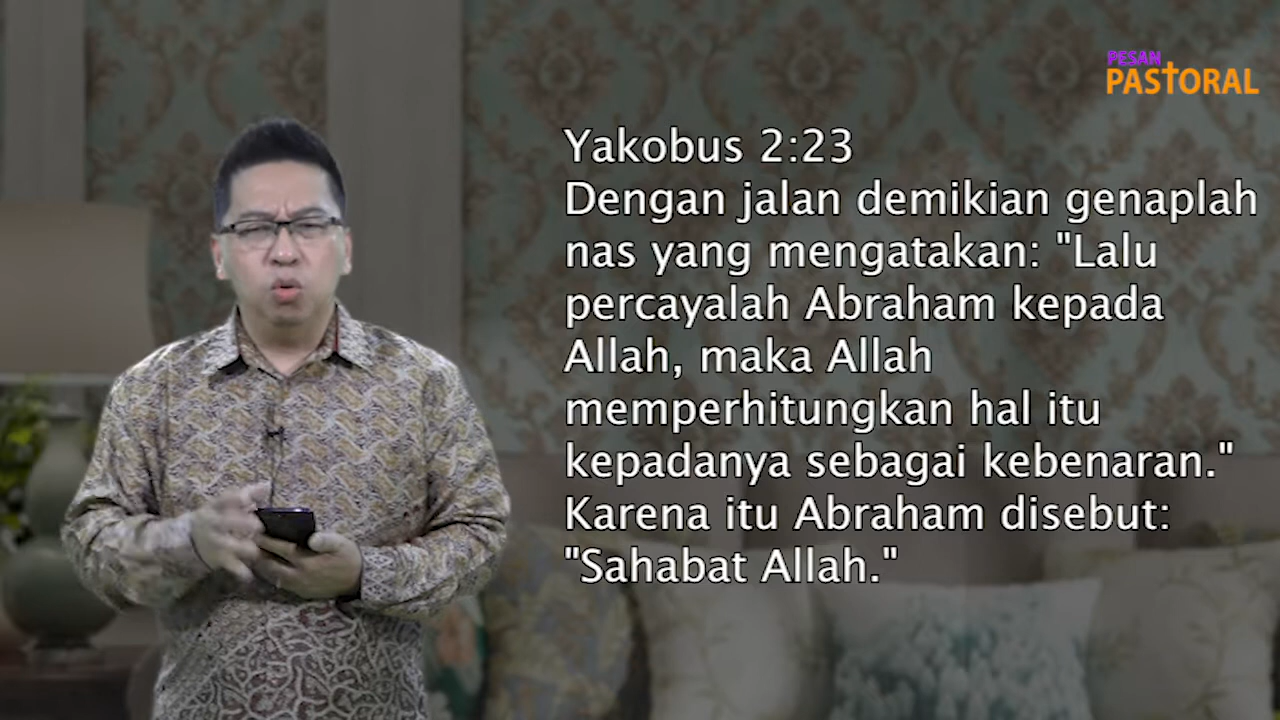 PESAN
PASTORAL
Yakobus 2:23
Dengan jalan demikian genaplah
nas yang mengatakan: "Lalu
percayalah Abraham kepada
Allah, maka Allah
memperhitungkan hal itu
kepadanya sebagai kebenaran."
Karena itu Abraham disebut:
"Sahabat Allah."